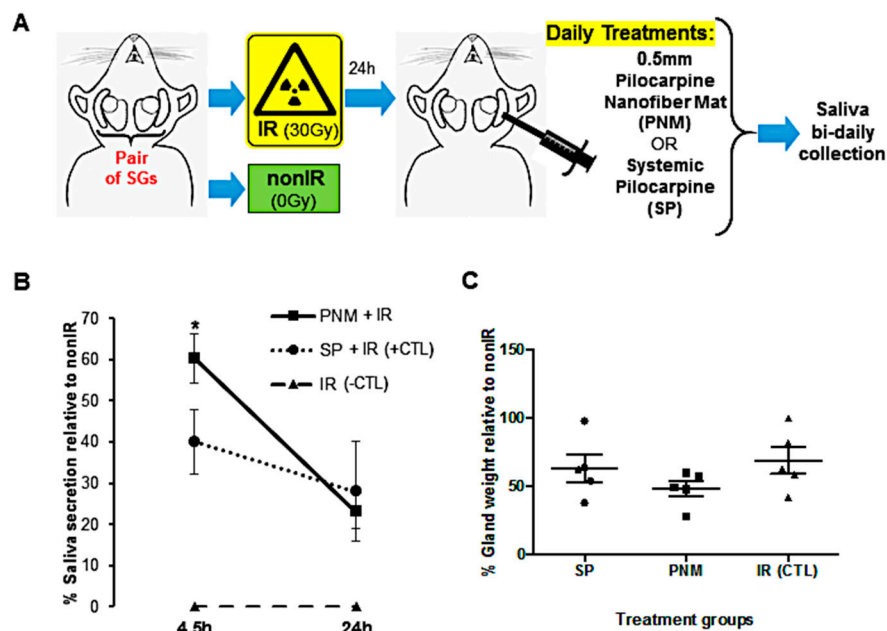 A
Pair
of SGs
IR (30Gy)
nonIR
(0Gy)
24h
Daily Treatments:
0.5mm
Pilocarpine
Nanofiber Mat
(PNM)
OR
Systemic
Pilocarpine
(SP)
Saliva
bi-daily
collection
B
% Saliva secretion relative to nonIR
70
60
50
40
30
20
10
0
*
PNM + IR
SP + IR (+CTL)
IR (-CTL)
4.5h
24h
C
% Gland weight relative to nonIR
150
100
50
0
SP
PNM
IR (CTL)
Treatment groups